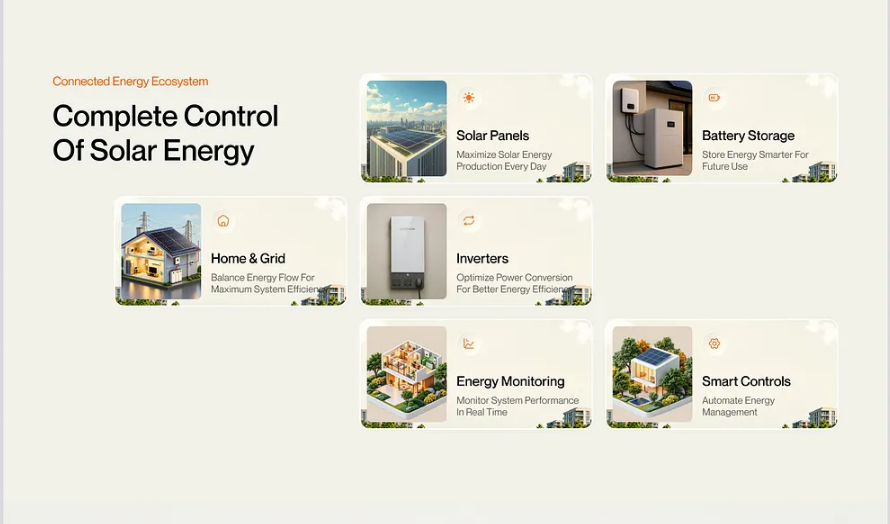 Connected Energy Ecosystem
Complete Control
Of Solar Energy
Solar Panels
Maximize Solar Energy
Production Every Day
Battery Storage
Store Energy Smarter For
Future Use
Home & Grid
Balance Energy Flow For
Maximum System Efficiency
Inverters
Optimize Power Conversion
For Better Energy Efficiency
Energy Monitoring
Monitor System Performance
In Real Time
Smart Controls
Automate Energy
Management